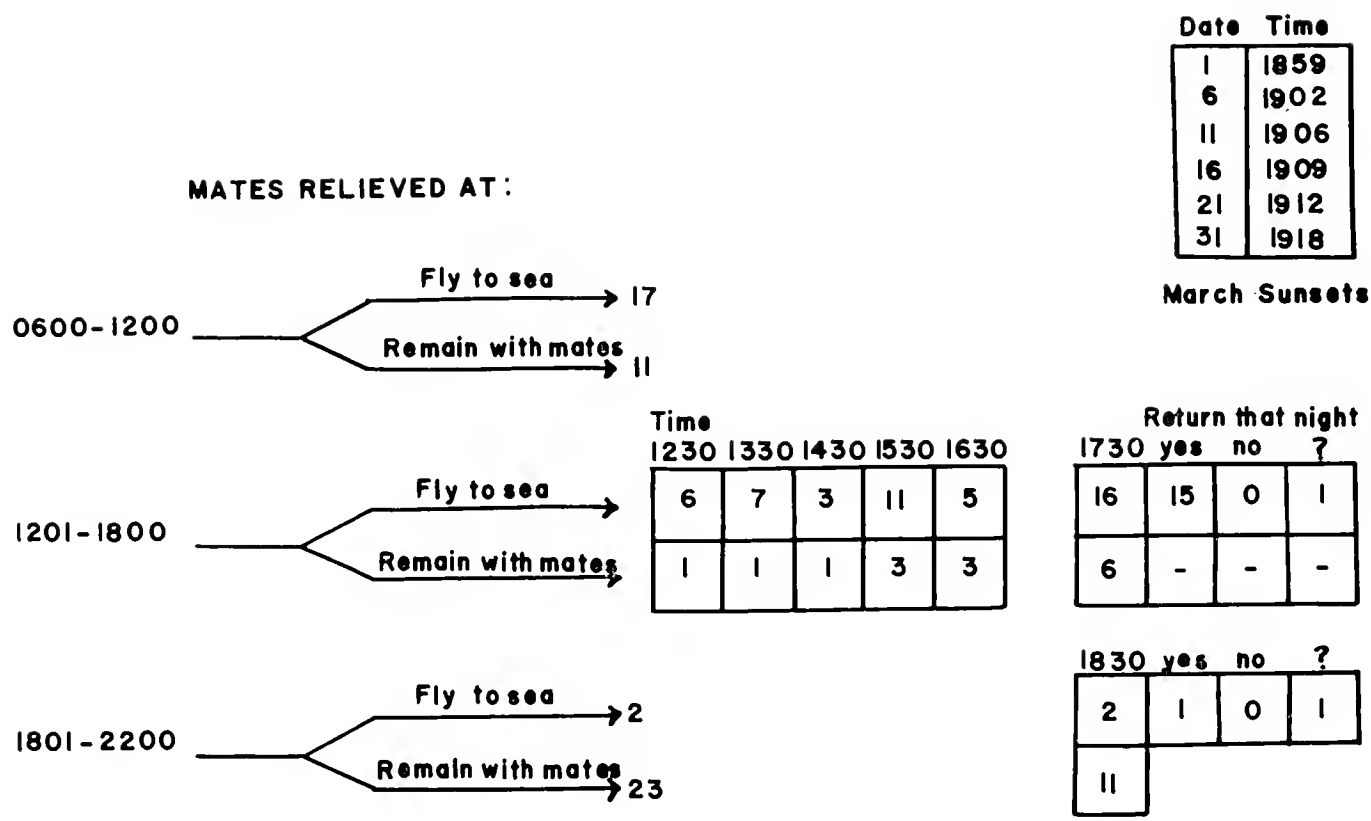 Date Time
1 1859
6 1902
11 1906
16 1909
21 1912
31 1918
March Sunsets
MATES RELIEVED AT:
0600-1200
Fly to sea 17
Remain with mates 11
1201-1800
Fly to sea
Remain with mates
Time
1230 1330 1430 1530 1630
6 7 3 11 5
1 1 1 3 3
Return that night
1730 yes no ?
16 15 0 1
6 - - -
1801-2200
Fly to sea 2
Remain with mates 23
1830 yes no ?
2 1 0 1
11